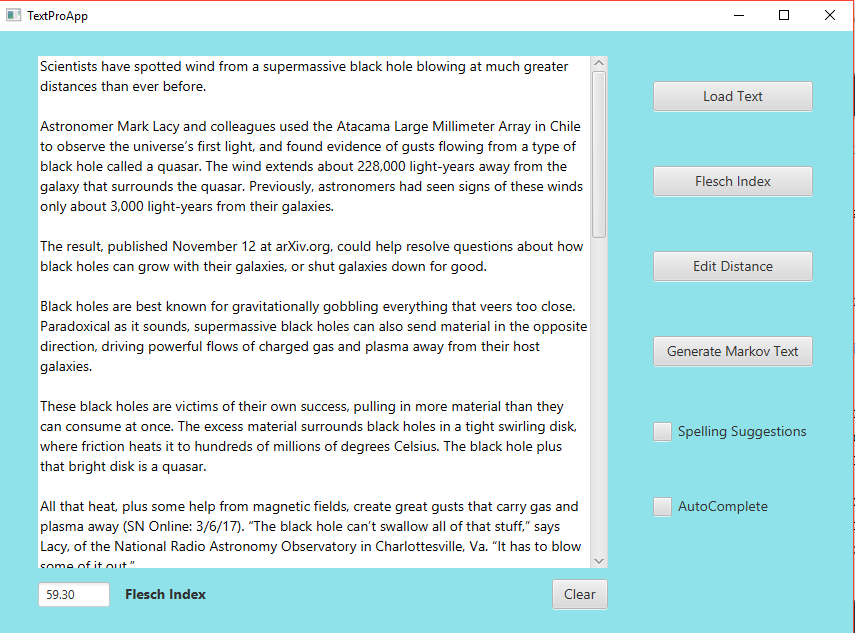 TextProApp
Scientists have spotted wind from a supermassive black hole blowing at much greater
distances than ever before.
Astronomer Mark Lacy and colleagues used the Atacama Large Millimeter Array in Chile
to observe the universe’s first light, and found evidence of gusts flowing from a type of
black hole called a quasar. The wind extends about 228,000 light-years away from the
galaxy that surrounds the quasar. Previously, astronomers had seen signs of these winds
only about 3,000 light-years from their galaxies.
The result, published November 12 at arXiv.org, could help resolve questions about how
black holes can grow with their galaxies, or shut galaxies down for good.
Black holes are best known for gravitationally gobbling everything that veers too close.
Paradoxical as it sounds, supermassive black holes can also send material in the opposite
direction, driving powerful flows of charged gas and plasma away from their host
galaxies.
These black holes are victims of their own success, pulling in more material than they
can consume at once. The excess material surrounds black holes in a tight swirling disk,
where friction heats it to hundreds of millions of degrees Celsius. The black hole plus
that bright disk is a quasar.
All that heat, plus some help from magnetic fields, create great gusts that carry gas and
plasma away (SN Online: 3/6/17). “The black hole can’t swallow all of that stuff,” says
Lacy, of the National Radio Astronomy Observatory in Charlottesville, Va. “It has to blow
some of it out.”
Load Text
Flesch Index
Edit Distance
Generate Markov Text
Spelling Suggestions
AutoComplete
59.30
Flesch Index
Clear